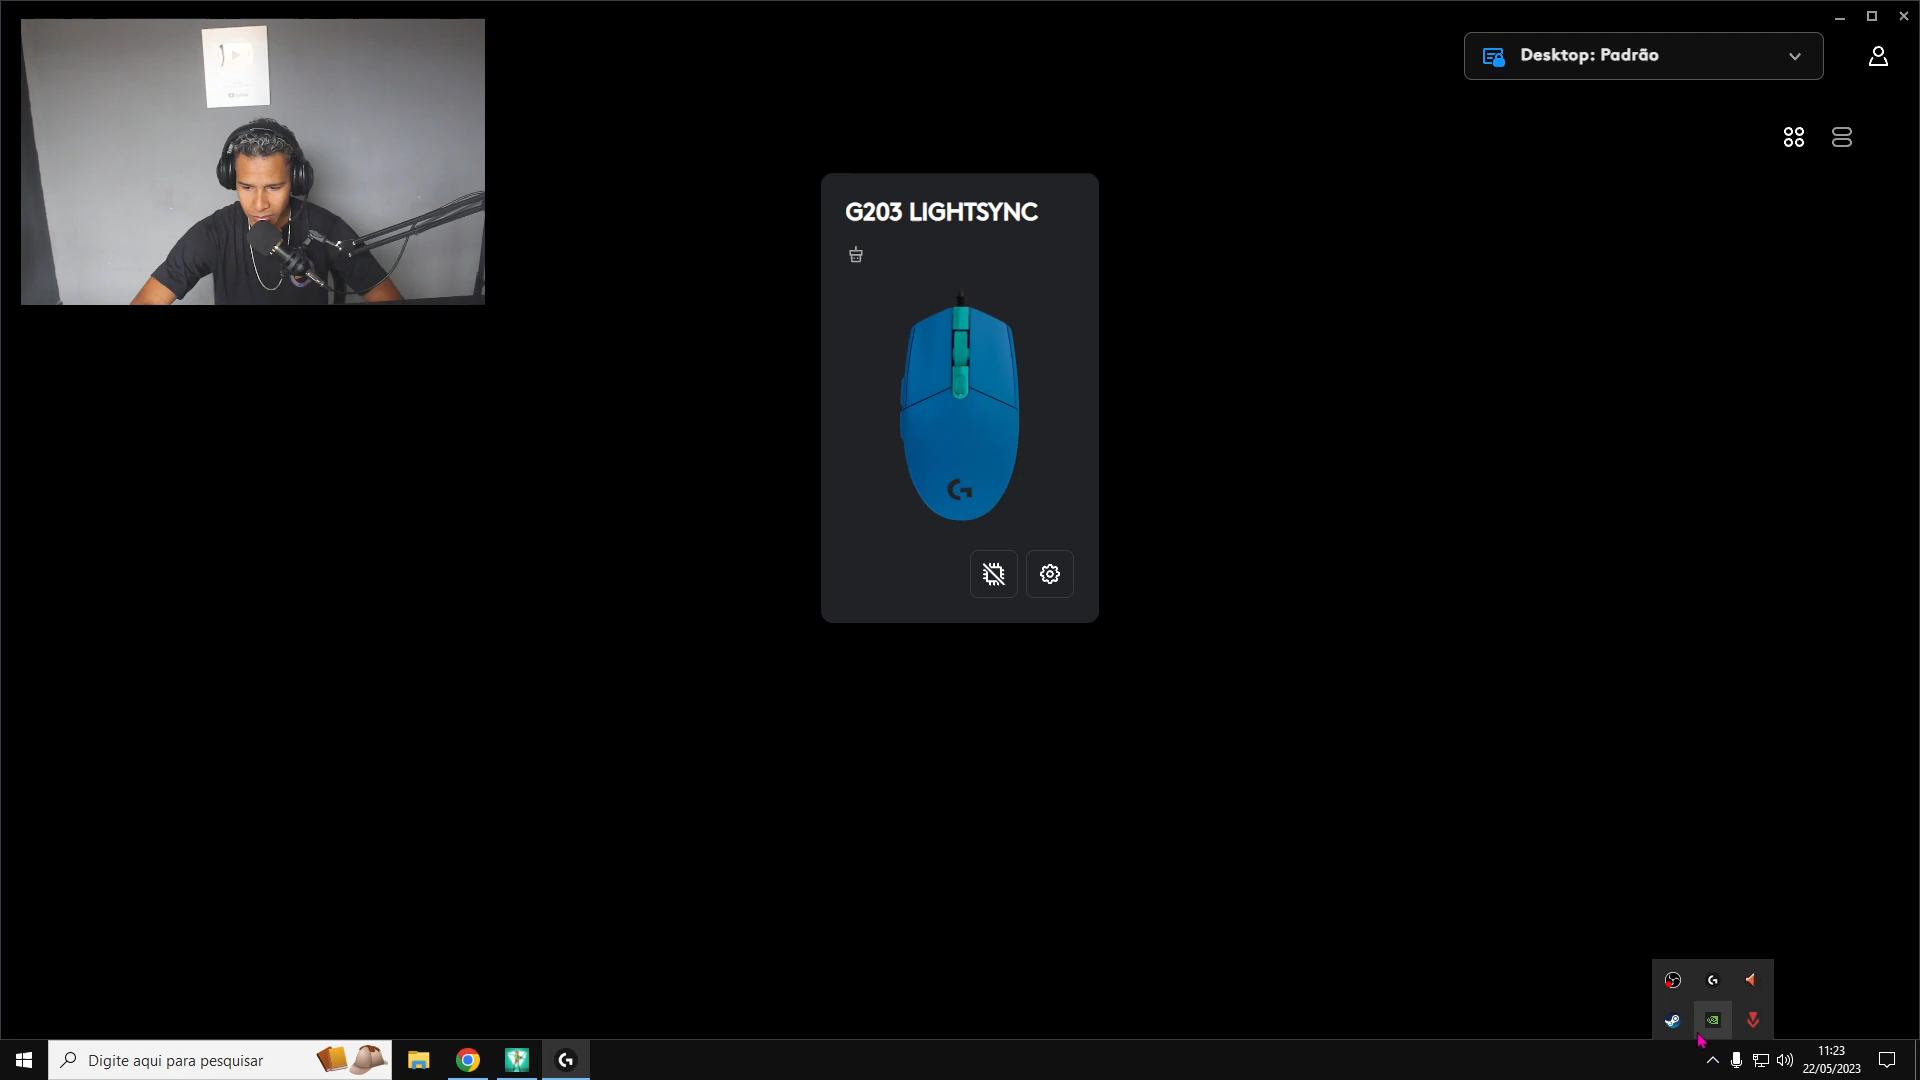 Desktop: Padrão
G203 LIGHTSYNC
Digite aqui para pesquisar
11:23
22/05/2023